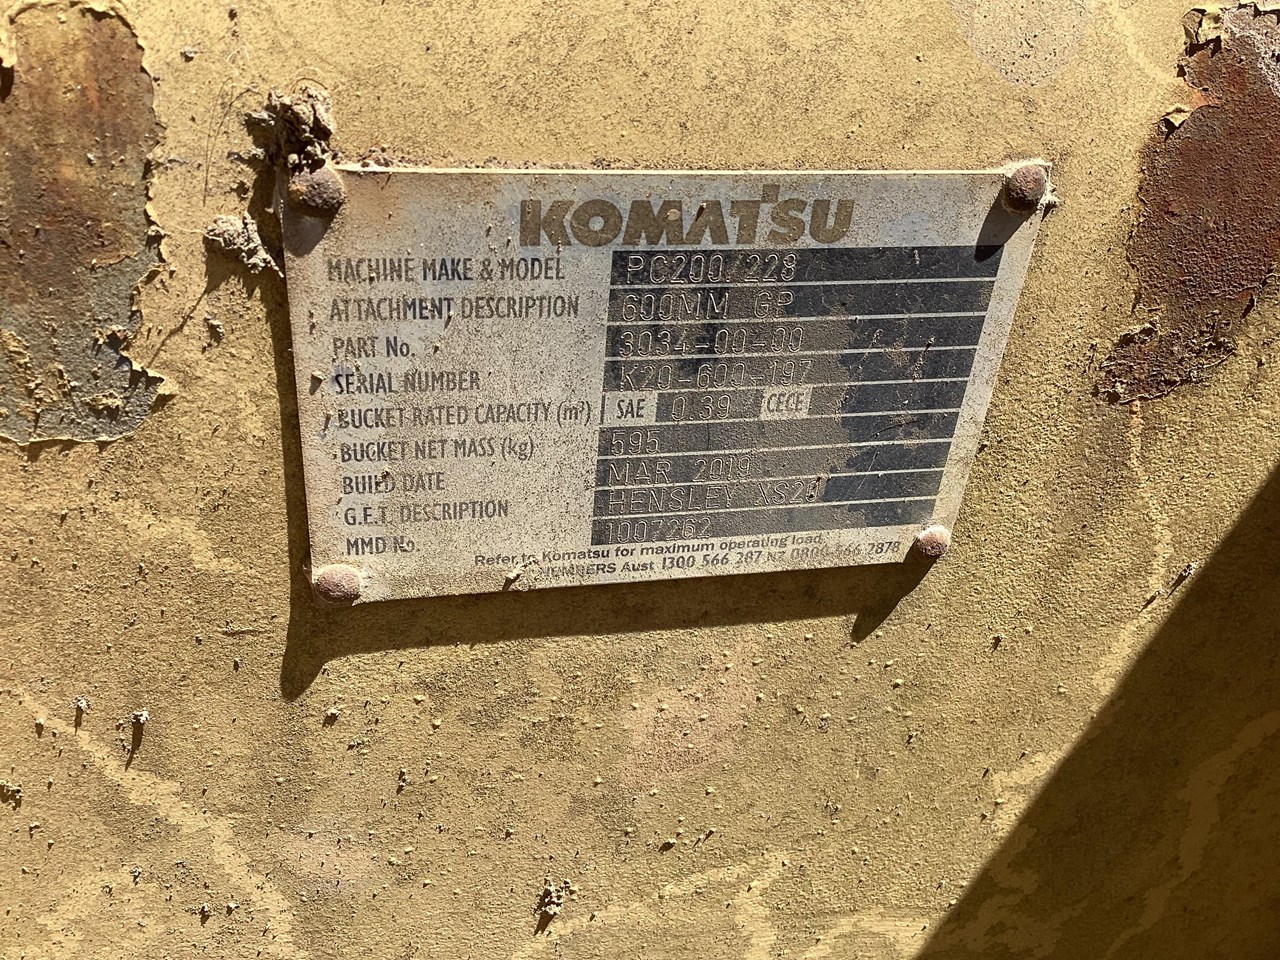 KOMATSU
MACHINE MAKE & MODEL PC200/228
ATTACHMENT DESCRIPTION 600MM GP
PART No. 3034-00-00
SERIAL NUMBER K20-600-197
BUCKET RATED CAPACITY (m³) SAE 0.39 CECE
BUCKET NET MASS (kg) 595
BUILD DATE MAR 2019
G.E.T. DESCRIPTION HENSLEY XS20
MMD No. 1007262
Refer to Komatsu for maximum operating load,
Aust 1300 566 287 NZ 0800 566 2878